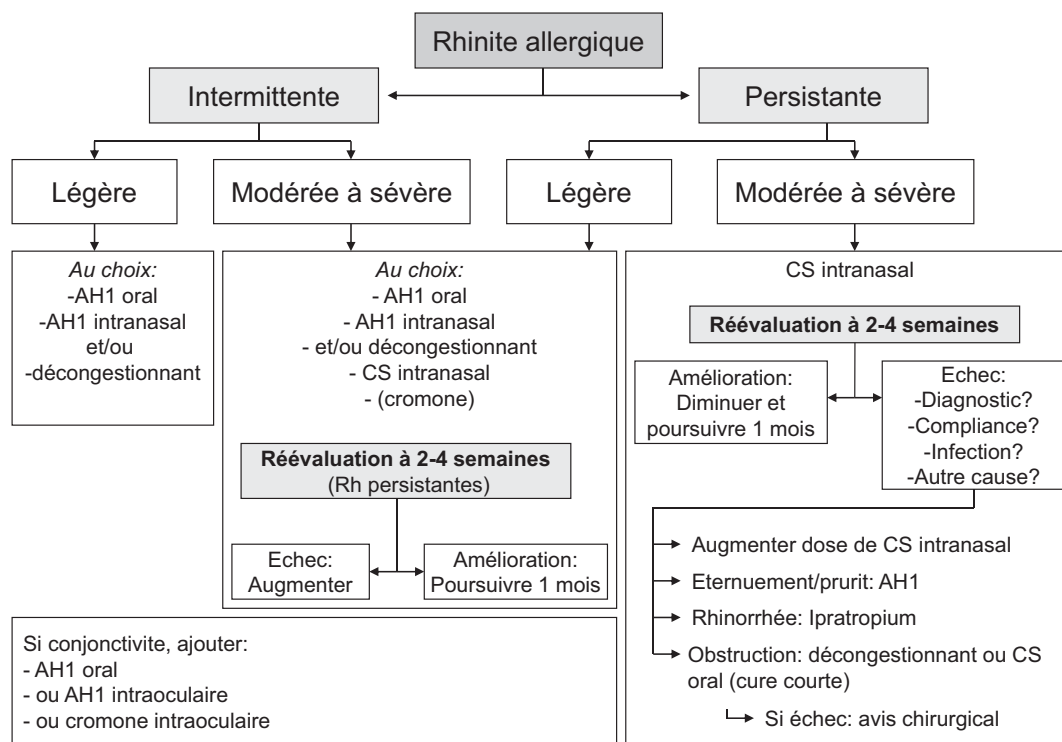 Rhinite allergique
Intermittente
Persistante
Légère
Modérée à sévère
Légère
Modérée à sévère
Au choix:
-AH1 oral
-AH1 intranasal
et/ou
-décongestionnant
Au choix:
- AH1 oral
- AH1 intranasal
- et/ou décongestionnant
- CS intranasal
- (cromone)
Réévaluation à 2-4 semaines
(Rh persistantes)
Echec:
Augmenter
Amélioration:
Poursuivre 1 mois
CS intranasal
Réévaluation à 2-4 semaines
Amélioration:
Diminuer et
poursuivre 1 mois
Echec:
-Diagnostic?
-Compliance?
-Infection?
-Autre cause?
Augmenter dose de CS intranasal
Eternuement/prurit: AH1
Rhinorrhée: Ipratropium
Obstruction: décongestionnant ou CS
oral (cure courte)
Si échec: avis chirurgical
Si conjonctivite, ajouter:
- AH1 oral
- ou AH1 intraoculaire
- ou cromone intraoculaire